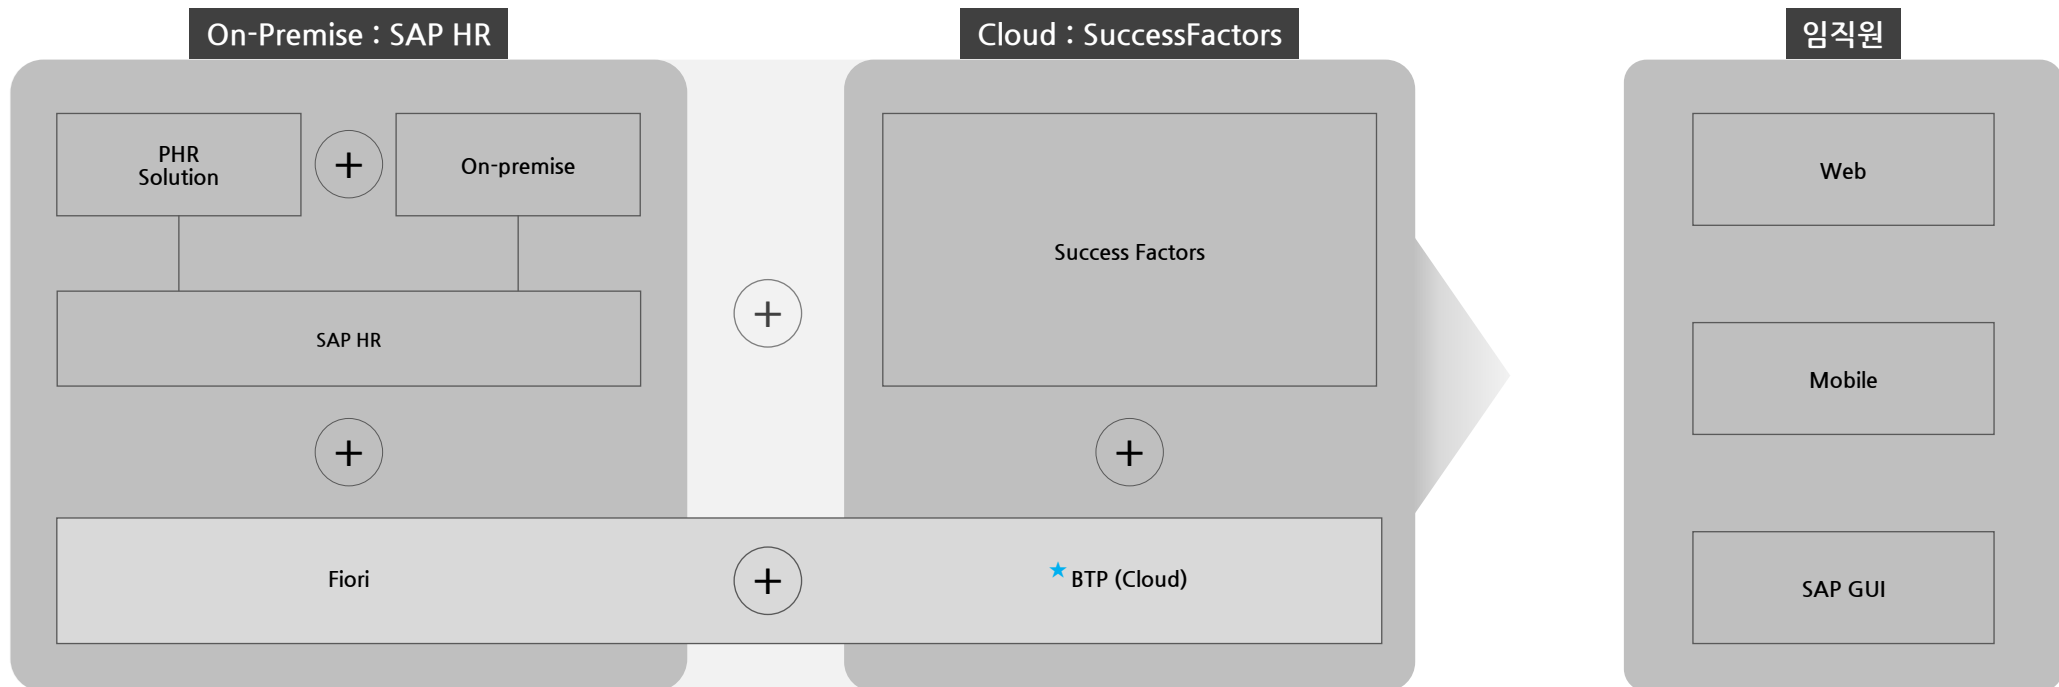 On-Premise : SAP HR
PHR
Solution
+
On-premise
SAP HR
+
+
Cloud : SuccessFactors
Success Factors
+
Fiori
+
★BTP (Cloud)
임직원
Web
Mobile
SAP GUI